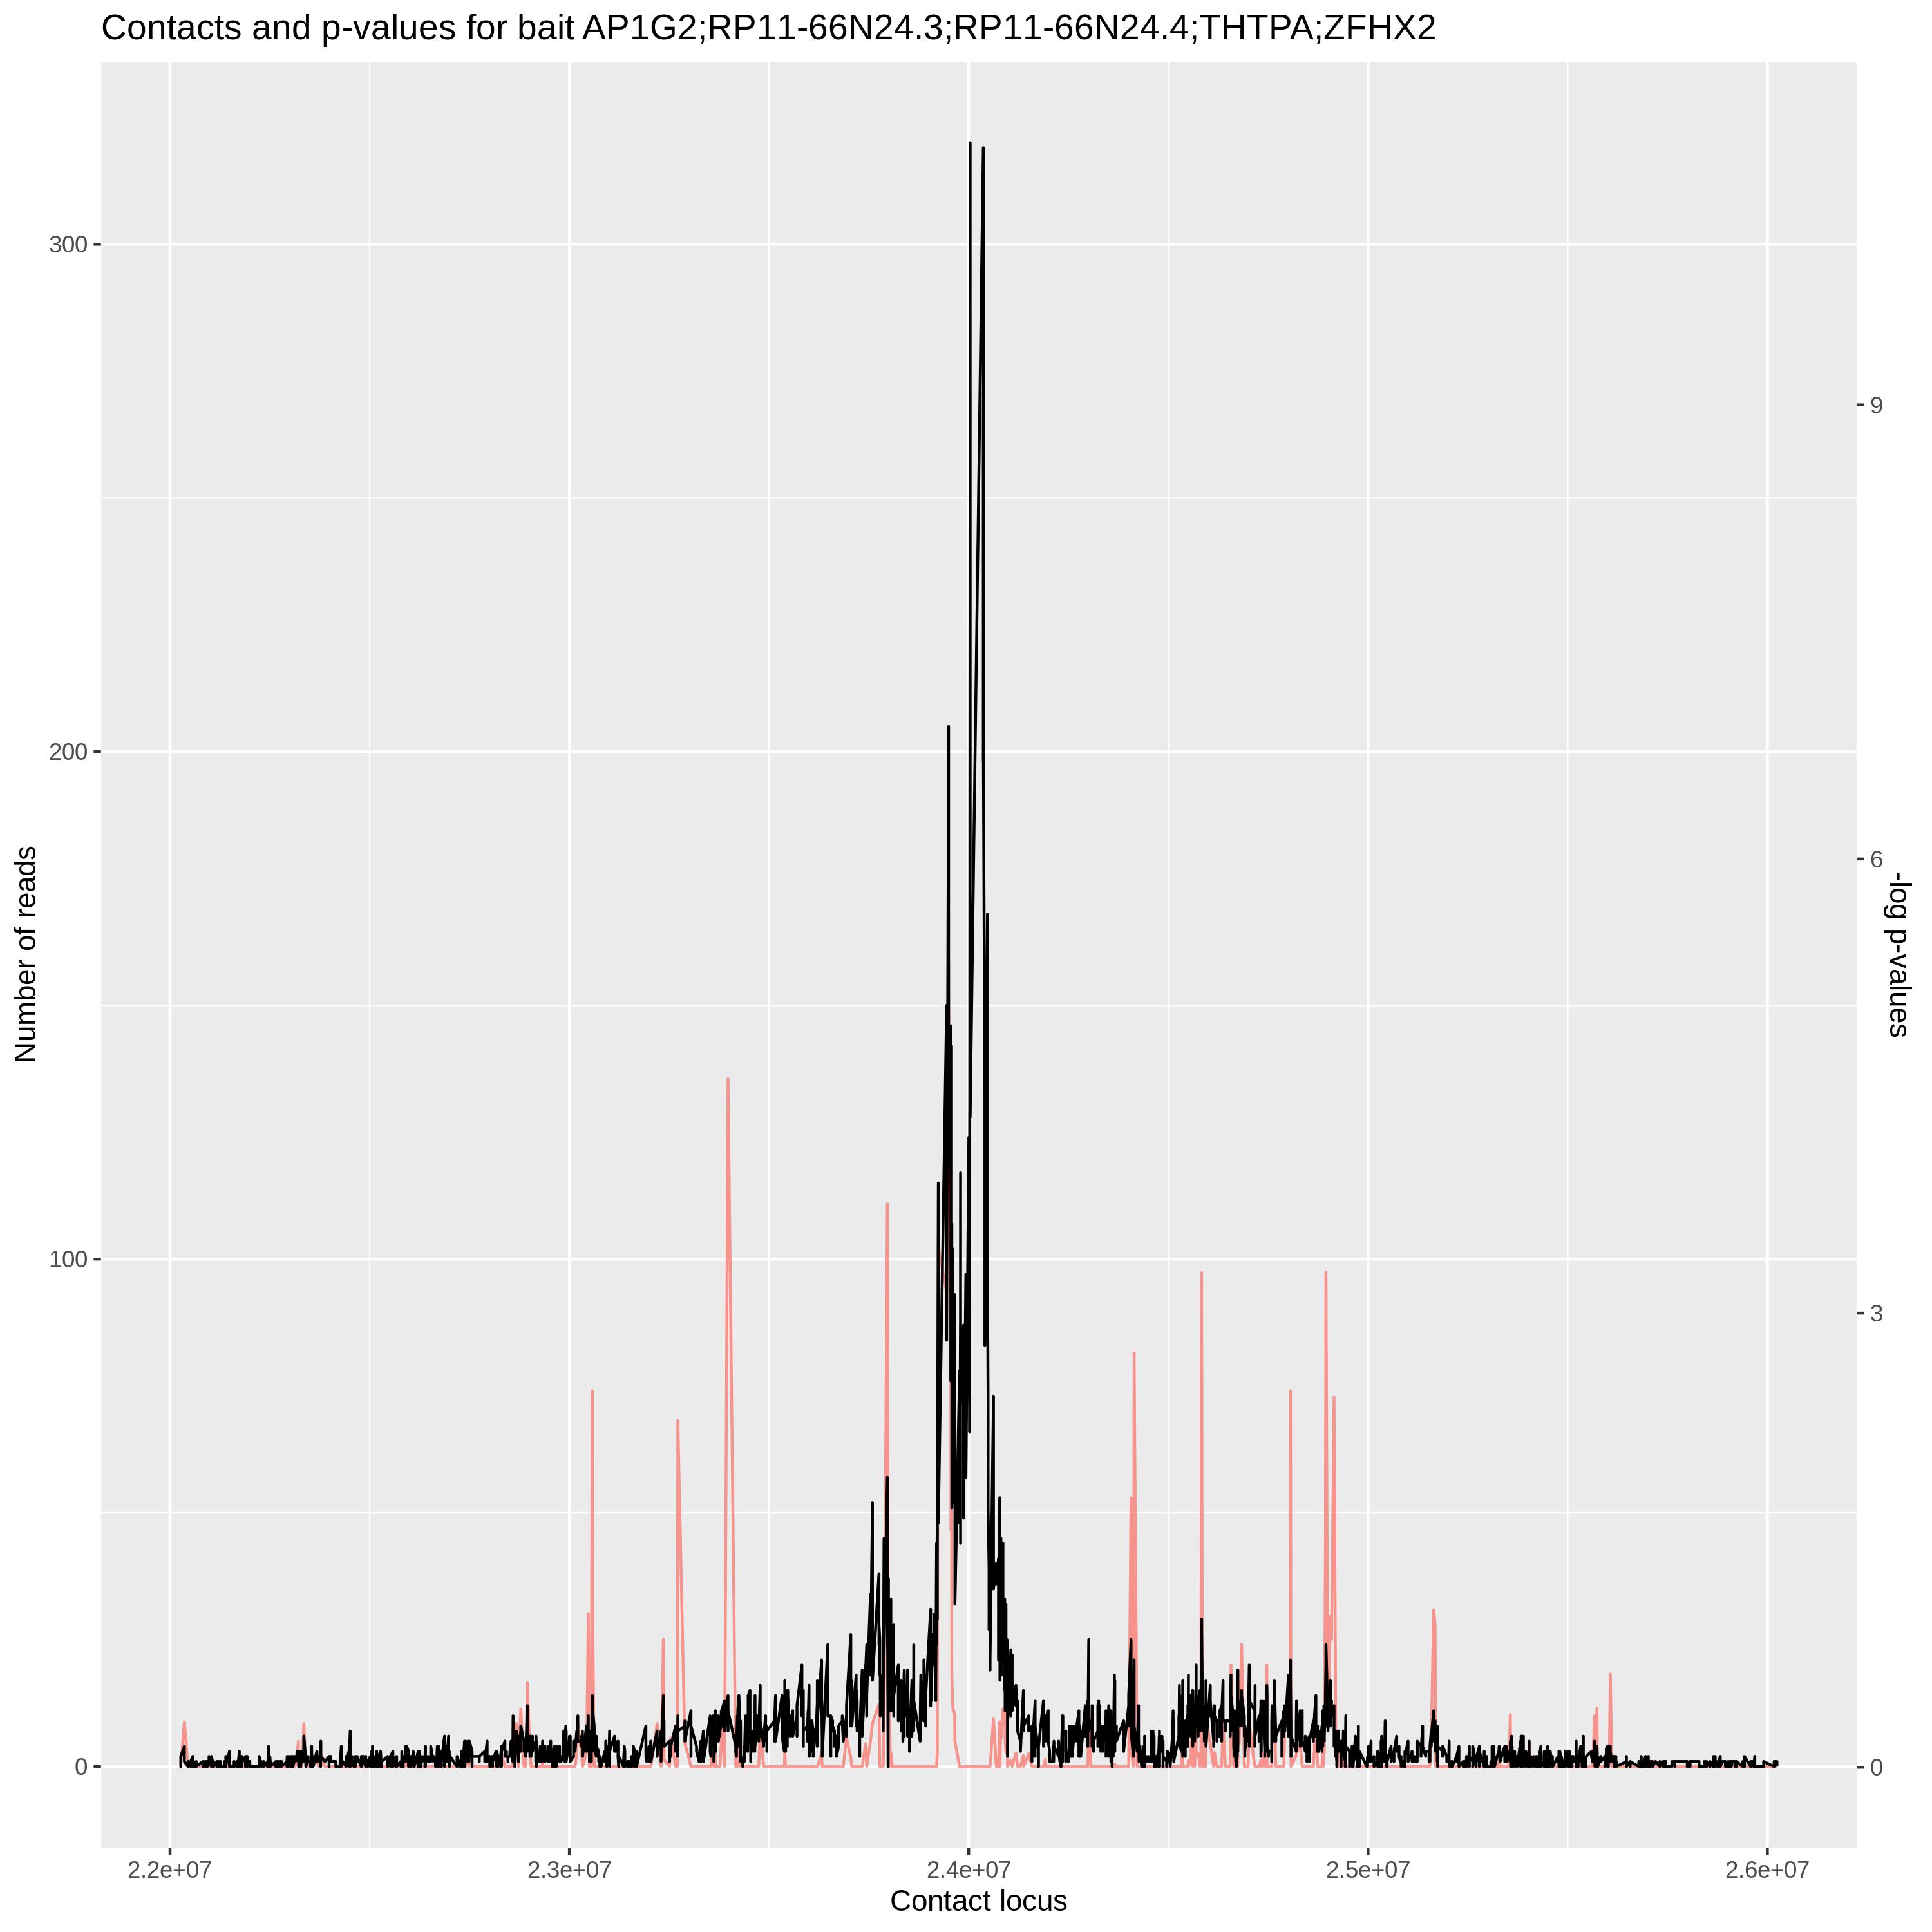 Contacts and p-values for bait AP1G2;RP11-66N24.3;RP11-66N24.4;THTPA;ZFHX2
300
200
100
0
Number of reads
9
6
3
0
-log p-values
2.2e+07
2.3e+07
2.4e+07
2.5e+07
2.6e+07
Contact locus